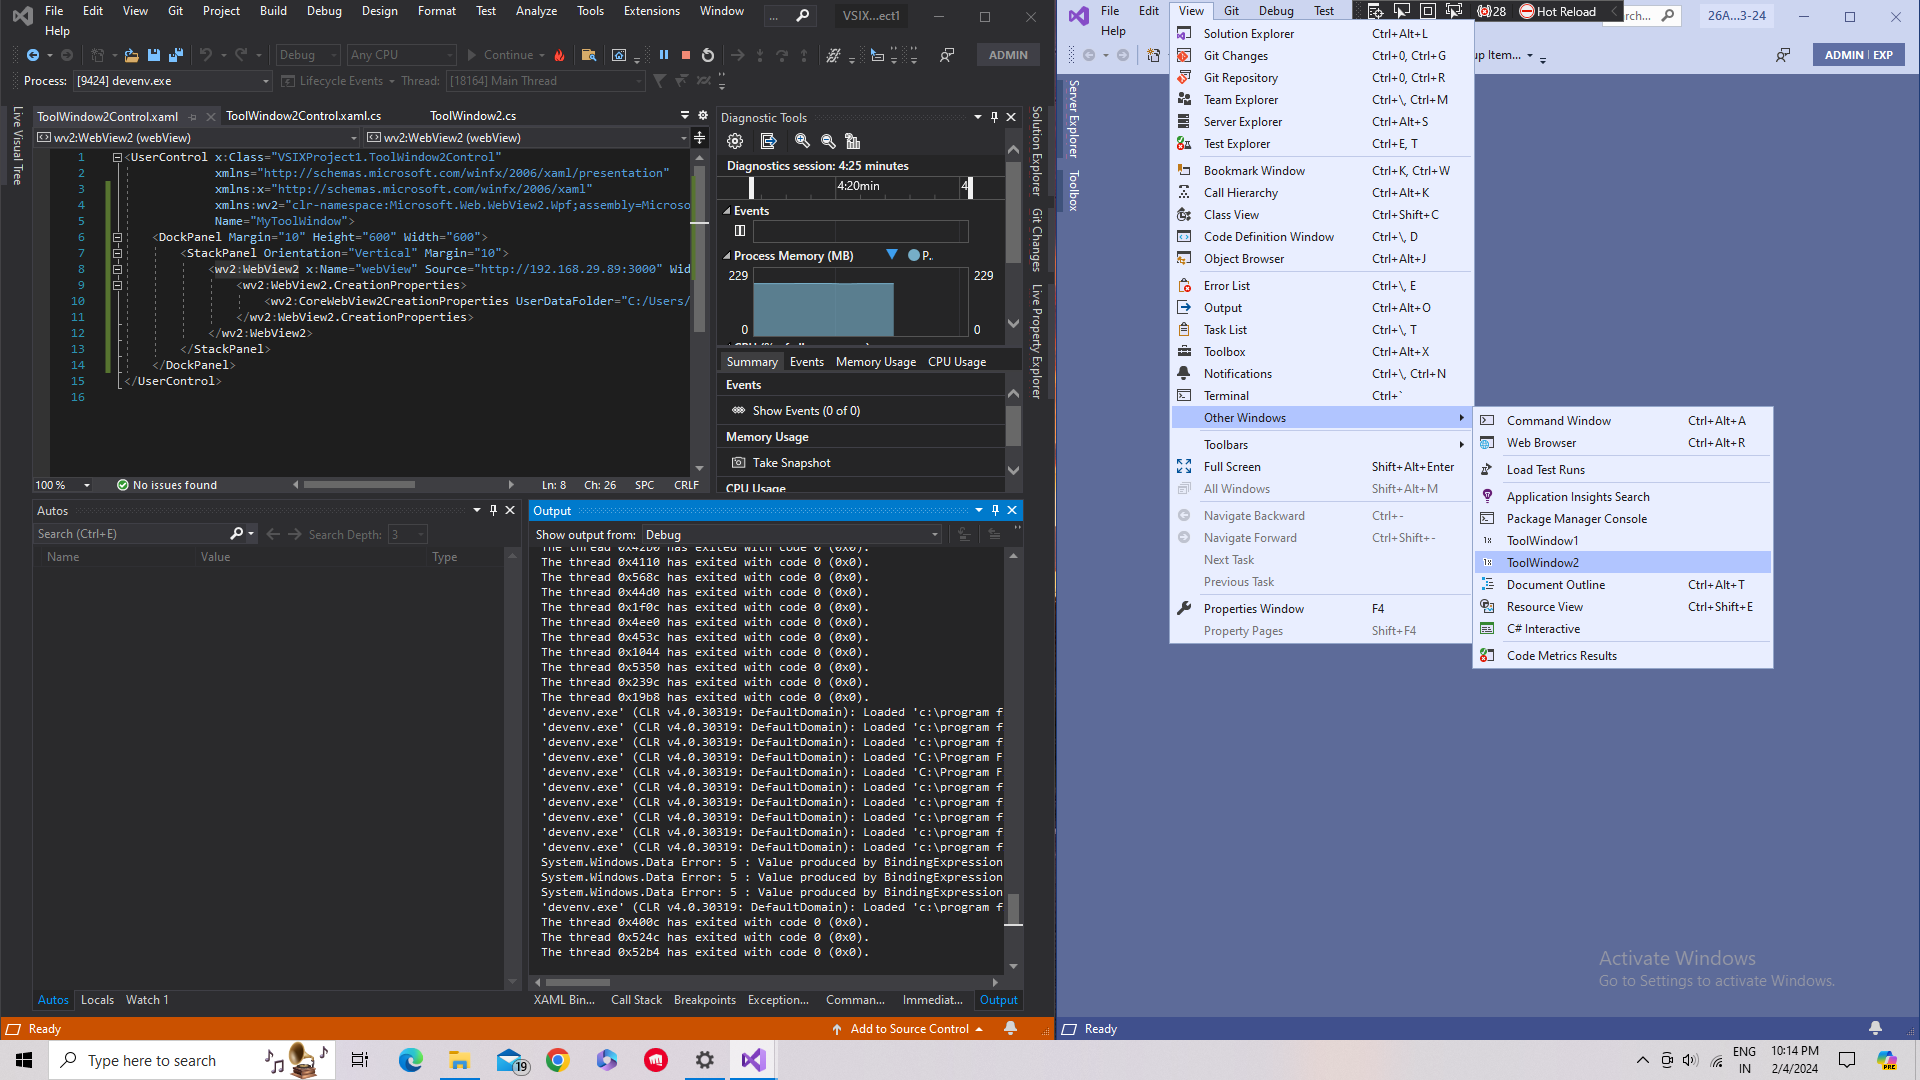 File Edit View Git Project Build Debug Design Format Test Analyze Tools Extensions Window ... VSIX...ect1
Help
Debug Any CPU Continue ADMIN
Process: [9424] devenv.exe Lifecycle Events Thread: [18164] Main Thread
Live Visual Tree
ToolWindow2Control.xaml ToolWindow2Control.xaml.cs ToolWindow2.cs
wv2:WebView2 (webView) wv2:WebView2 (webView)
1 <UserControl x:Class="VSIXProject1.ToolWindow2Control"
2 xmlns="http://schemas.microsoft.com/winfx/2006/xaml/presentation"
3 xmlns:x="http://schemas.microsoft.com/winfx/2006/xaml"
4 xmlns:wv2="clr-namespace:Microsoft.Web.WebView2.Wpf;assembly=Microso
5 Name="MyToolWindow">
6 <DockPanel Margin="10" Height="600" Width="600">
7 <StackPanel Orientation="Vertical" Margin="10">
8 <wv2:WebView2 x:Name="webView" Source="http://192.168.29.89:3000" Wid
9 <wv2:WebView2.CreationProperties>
10 <wv2:CoreWebView2CreationProperties UserDataFolder="C:/Users/
11 </wv2:WebView2.CreationProperties>
12 </wv2:WebView2>
13 </StackPanel>
14 </DockPanel>
15 </UserControl>
16
100 % No issues found Ln: 8 Ch: 26 SPC CRLF
Diagnostic Tools
Diagnostics session: 4:25 minutes
4:20min 4
Events
Process Memory (MB) P..
229 229
0 0
Summary Events Memory Usage CPU Usage
Events
Show Events (0 of 0)
Memory Usage
Take Snapshot
CPU Usage
Solution Explorer
Git Changes
Live Property Explorer
Autos
Search (Ctrl+E) Search Depth: 3
Name Value Type
Autos Locals Watch 1
Output
Show output from: Debug
The thread 0x42b0 has exited with code 0 (0x0).
The thread 0x4110 has exited with code 0 (0x0).
The thread 0x568c has exited with code 0 (0x0).
The thread 0x44d0 has exited with code 0 (0x0).
The thread 0x1f0c has exited with code 0 (0x0).
The thread 0x4ee0 has exited with code 0 (0x0).
The thread 0x453c has exited with code 0 (0x0).
The thread 0x1044 has exited with code 0 (0x0).
The thread 0x5350 has exited with code 0 (0x0).
The thread 0x239c has exited with code 0 (0x0).
The thread 0x19b8 has exited with code 0 (0x0).
'devenv.exe' (CLR v4.0.30319: DefaultDomain): Loaded 'c:\program f
'devenv.exe' (CLR v4.0.30319: DefaultDomain): Loaded 'c:\program f
'devenv.exe' (CLR v4.0.30319: DefaultDomain): Loaded 'c:\program f
'devenv.exe' (CLR v4.0.30319: DefaultDomain): Loaded 'C:\Program F
'devenv.exe' (CLR v4.0.30319: DefaultDomain): Loaded 'C:\Program F
'devenv.exe' (CLR v4.0.30319: DefaultDomain): Loaded 'c:\program f
'devenv.exe' (CLR v4.0.30319: DefaultDomain): Loaded 'c:\program f
'devenv.exe' (CLR v4.0.30319: DefaultDomain): Loaded 'c:\program f
'devenv.exe' (CLR v4.0.30319: DefaultDomain): Loaded 'c:\program f
'devenv.exe' (CLR v4.0.30319: DefaultDomain): Loaded 'c:\program f
System.Windows.Data Error: 5 : Value produced by BindingExpression
System.Windows.Data Error: 5 : Value produced by BindingExpression
System.Windows.Data Error: 5 : Value produced by BindingExpression
'devenv.exe' (CLR v4.0.30319: DefaultDomain): Loaded 'c:\program f
The thread 0x400c has exited with code 0 (0x0).
The thread 0x524c has exited with code 0 (0x0).
The thread 0x52b4 has exited with code 0 (0x0).
XAML Bin... Call Stack Breakpoints Exception... Comman... Immediat... Output
Ready Add to Source Control
File Edit View Git Debug Test 28 Hot Reload rch... 26A...3-24
Help
up Item... ADMIN EXP
Server Explorer
Toolbox
Solution Explorer Ctrl+Alt+L
Git Changes Ctrl+0, Ctrl+G
Git Repository Ctrl+0, Ctrl+R
Team Explorer Ctrl+\, Ctrl+M
Server Explorer Ctrl+Alt+S
Test Explorer Ctrl+E, T
Bookmark Window Ctrl+K, Ctrl+W
Call Hierarchy Ctrl+Alt+K
Class View Ctrl+Shift+C
Code Definition Window Ctrl+\, D
Object Browser Ctrl+Alt+J
Error List Ctrl+\, E
Output Ctrl+Alt+O
Task List Ctrl+\, T
Toolbox Ctrl+Alt+X
Notifications Ctrl+\, Ctrl+N
Terminal Ctrl+`
Other Windows
Toolbars
Full Screen Shift+Alt+Enter
All Windows Shift+Alt+M
Navigate Backward Ctrl+-
Navigate Forward Ctrl+Shift+-
Next Task
Previous Task
Properties Window F4
Property Pages Shift+F4
Command Window Ctrl+Alt+A
Web Browser Ctrl+Alt+R
Load Test Runs
Application Insights Search
Package Manager Console
ToolWindow1
ToolWindow2
Document Outline Ctrl+Alt+T
Resource View Ctrl+Shift+E
C# Interactive
Code Metrics Results
Activate Windows
Go to Settings to activate Windows.
Ready
Type here to search 19 ENG IN 10:14 PM 2/4/2024 PRE